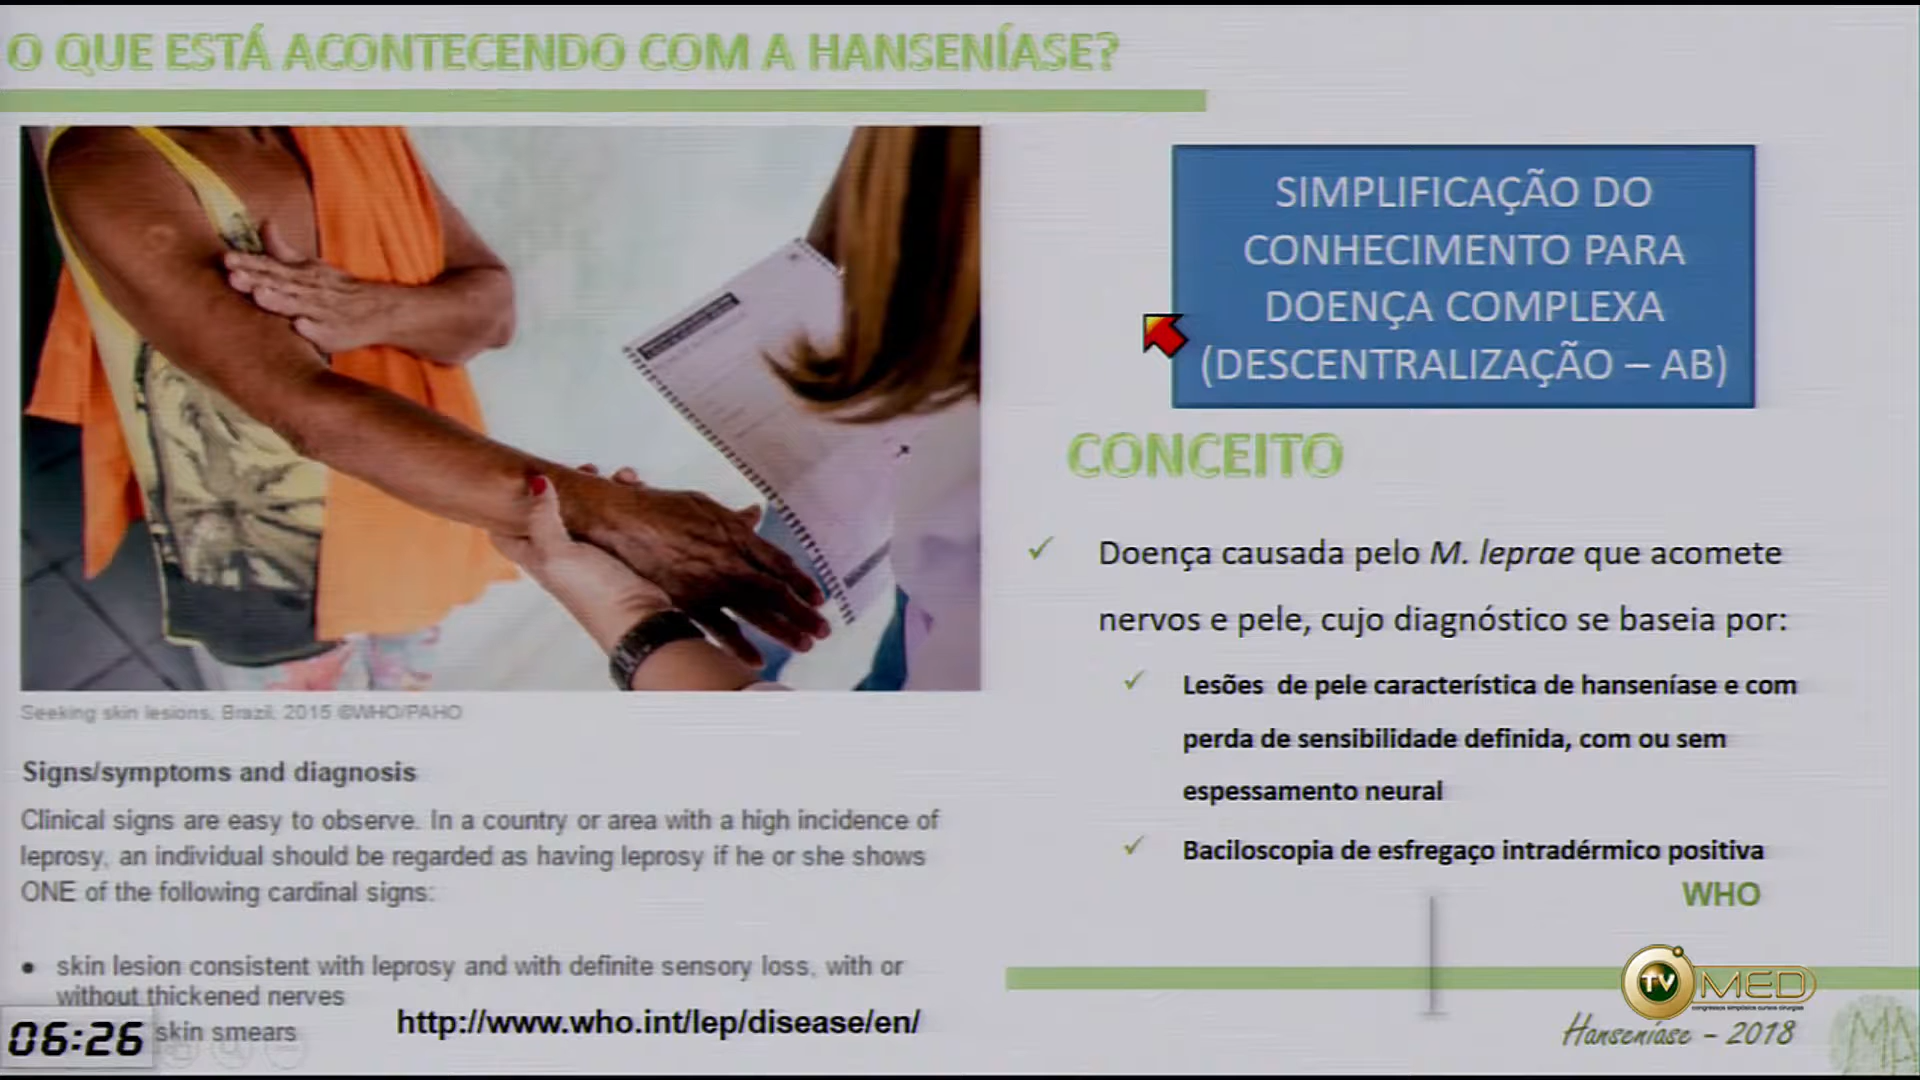 O QUE ESTÁ ACONTECENDO COM A HANSENÍASE?
SIMPLIFICAÇÃO DO
CONHECIMENTO PARA
DOENÇA COMPLEXA
(DESCENTRALIZAÇÃO – AB)
CONCEITO
Doença causada pelo M. leprae que acomete
nervos e pele, cujo diagnóstico se baseia por:
Lesões de pele característica de hanseníase e com
perda de sensibilidade definida, com ou sem
espessamento neural
Baciloscopia de esfregaço intradérmico positiva
WHO
Seeking skin lesions, Brazil, 2015 ©WHO/PAHO
Signs/symptoms and diagnosis
Clinical signs are easy to observe. In a country or area with a high incidence of
leprosy, an individual should be regarded as having leprosy if he or she shows
ONE of the following cardinal signs:
skin lesion consistent with leprosy and with definite sensory loss, with or
without thickened nerves
skin smears
http://www.who.int/lep/disease/en/
06:26
TV MED
congressos simpósios cursos cirurgias
Hanseníase – 2018